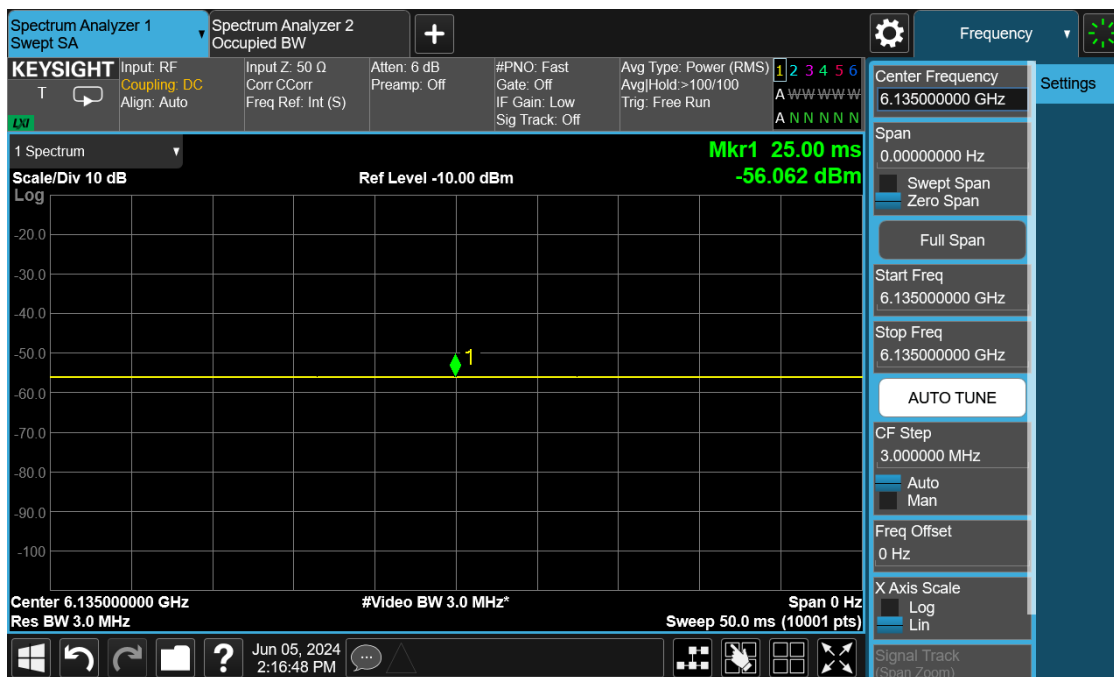 Spectrum Analyzer 1
Swept SA
Spectrum Analyzer 2
Occupied BW
Frequency
KEYSIGHT
T
LXI
Input: RF
Coupling: DC
Align: Auto
Input Z: 50 Ω
Corr CCorr
Freq Ref: Int (S)
Atten: 6 dB
Preamp: Off
#PNO: Fast
Gate: Off
IF Gain: Low
Sig Track: Off
Avg Type: Power (RMS)
Avg|Hold:>100/100
Trig: Free Run
1 2 3 4 5 6
A W W W W W
A N N N N N
1 Spectrum
Scale/Div 10 dB
Log
Ref Level -10.00 dBm
Mkr1 25.00 ms
-56.062 dBm
-20.0
-30.0
-40.0
-50.0
1
-60.0
-70.0
-80.0
-90.0
-100
Center 6.135000000 GHz
Res BW 3.0 MHz
#Video BW 3.0 MHz*
Span 0 Hz
Sweep 50.0 ms (10001 pts)
Jun 05, 2024
2:16:48 PM
Center Frequency
6.135000000 GHz
Span
0.00000000 Hz
Swept Span
Zero Span
Full Span
Start Freq
6.135000000 GHz
Stop Freq
6.135000000 GHz
AUTO TUNE
CF Step
3.000000 MHz
Auto
Man
Freq Offset
0 Hz
X Axis Scale
Log
Lin
Signal Track
(Span Zoom)
Settings